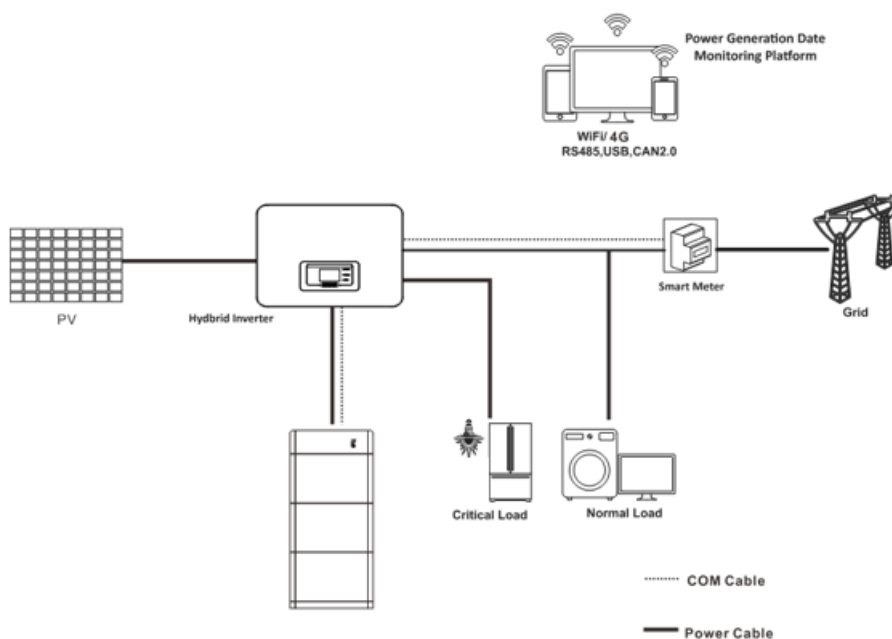 Power Generation Date
Monitoring Platform
WiFi/ 4G
RS485,USB,CAN2.0
PV
Hydbrid Inverter
Smart Meter
Grid
Critical Load
Normal Load
COM Cable
Power Cable